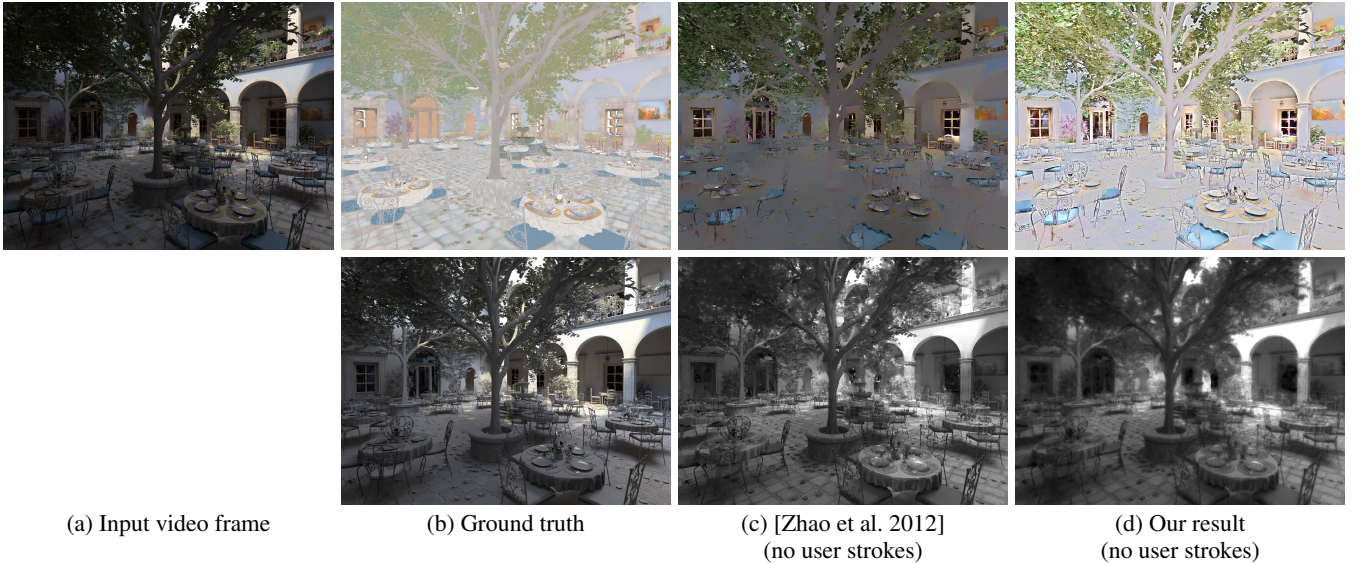 (a) Input video frame
(b) Ground truth
(c) [Zhao et al. 2012]
(no user strokes)
(d) Our result
(no user strokes)